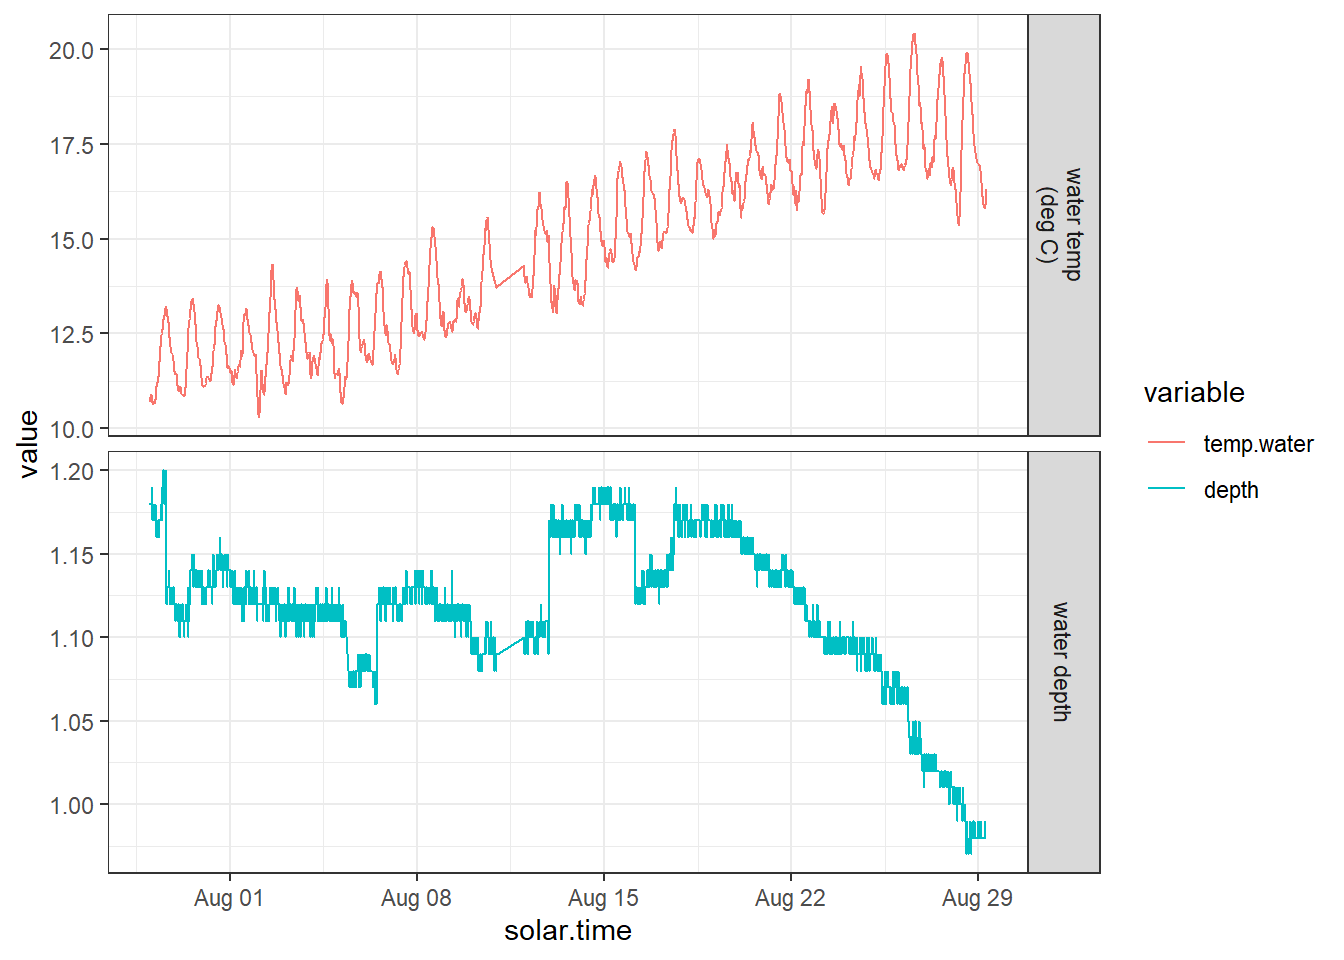 value
20.0
17.5
15.0
12.5
10.0
water temp
(deg C)
1.20
1.15
1.10
1.05
1.00
water depth
Aug 01
Aug 08
Aug 15
Aug 22
Aug 29
solar.time
variable
temp.water
depth